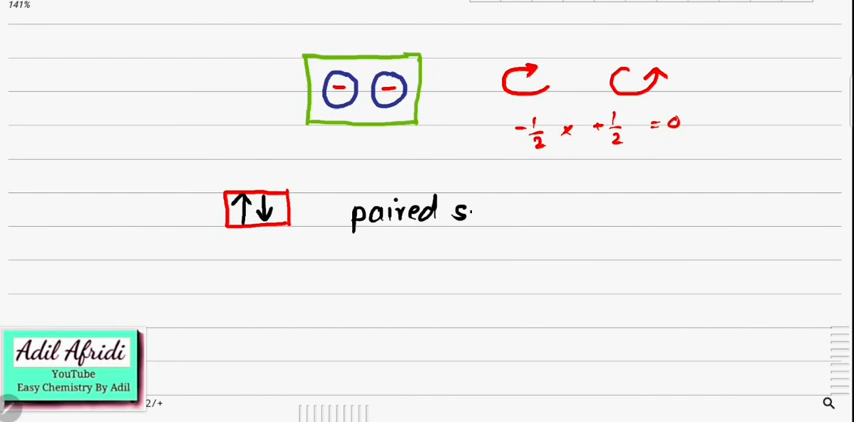 141%
- -
-1/2 × +1/2 = 0
↑↓ paired s
Adil Afridi
YouTube
Easy Chemistry By Adil
2/+